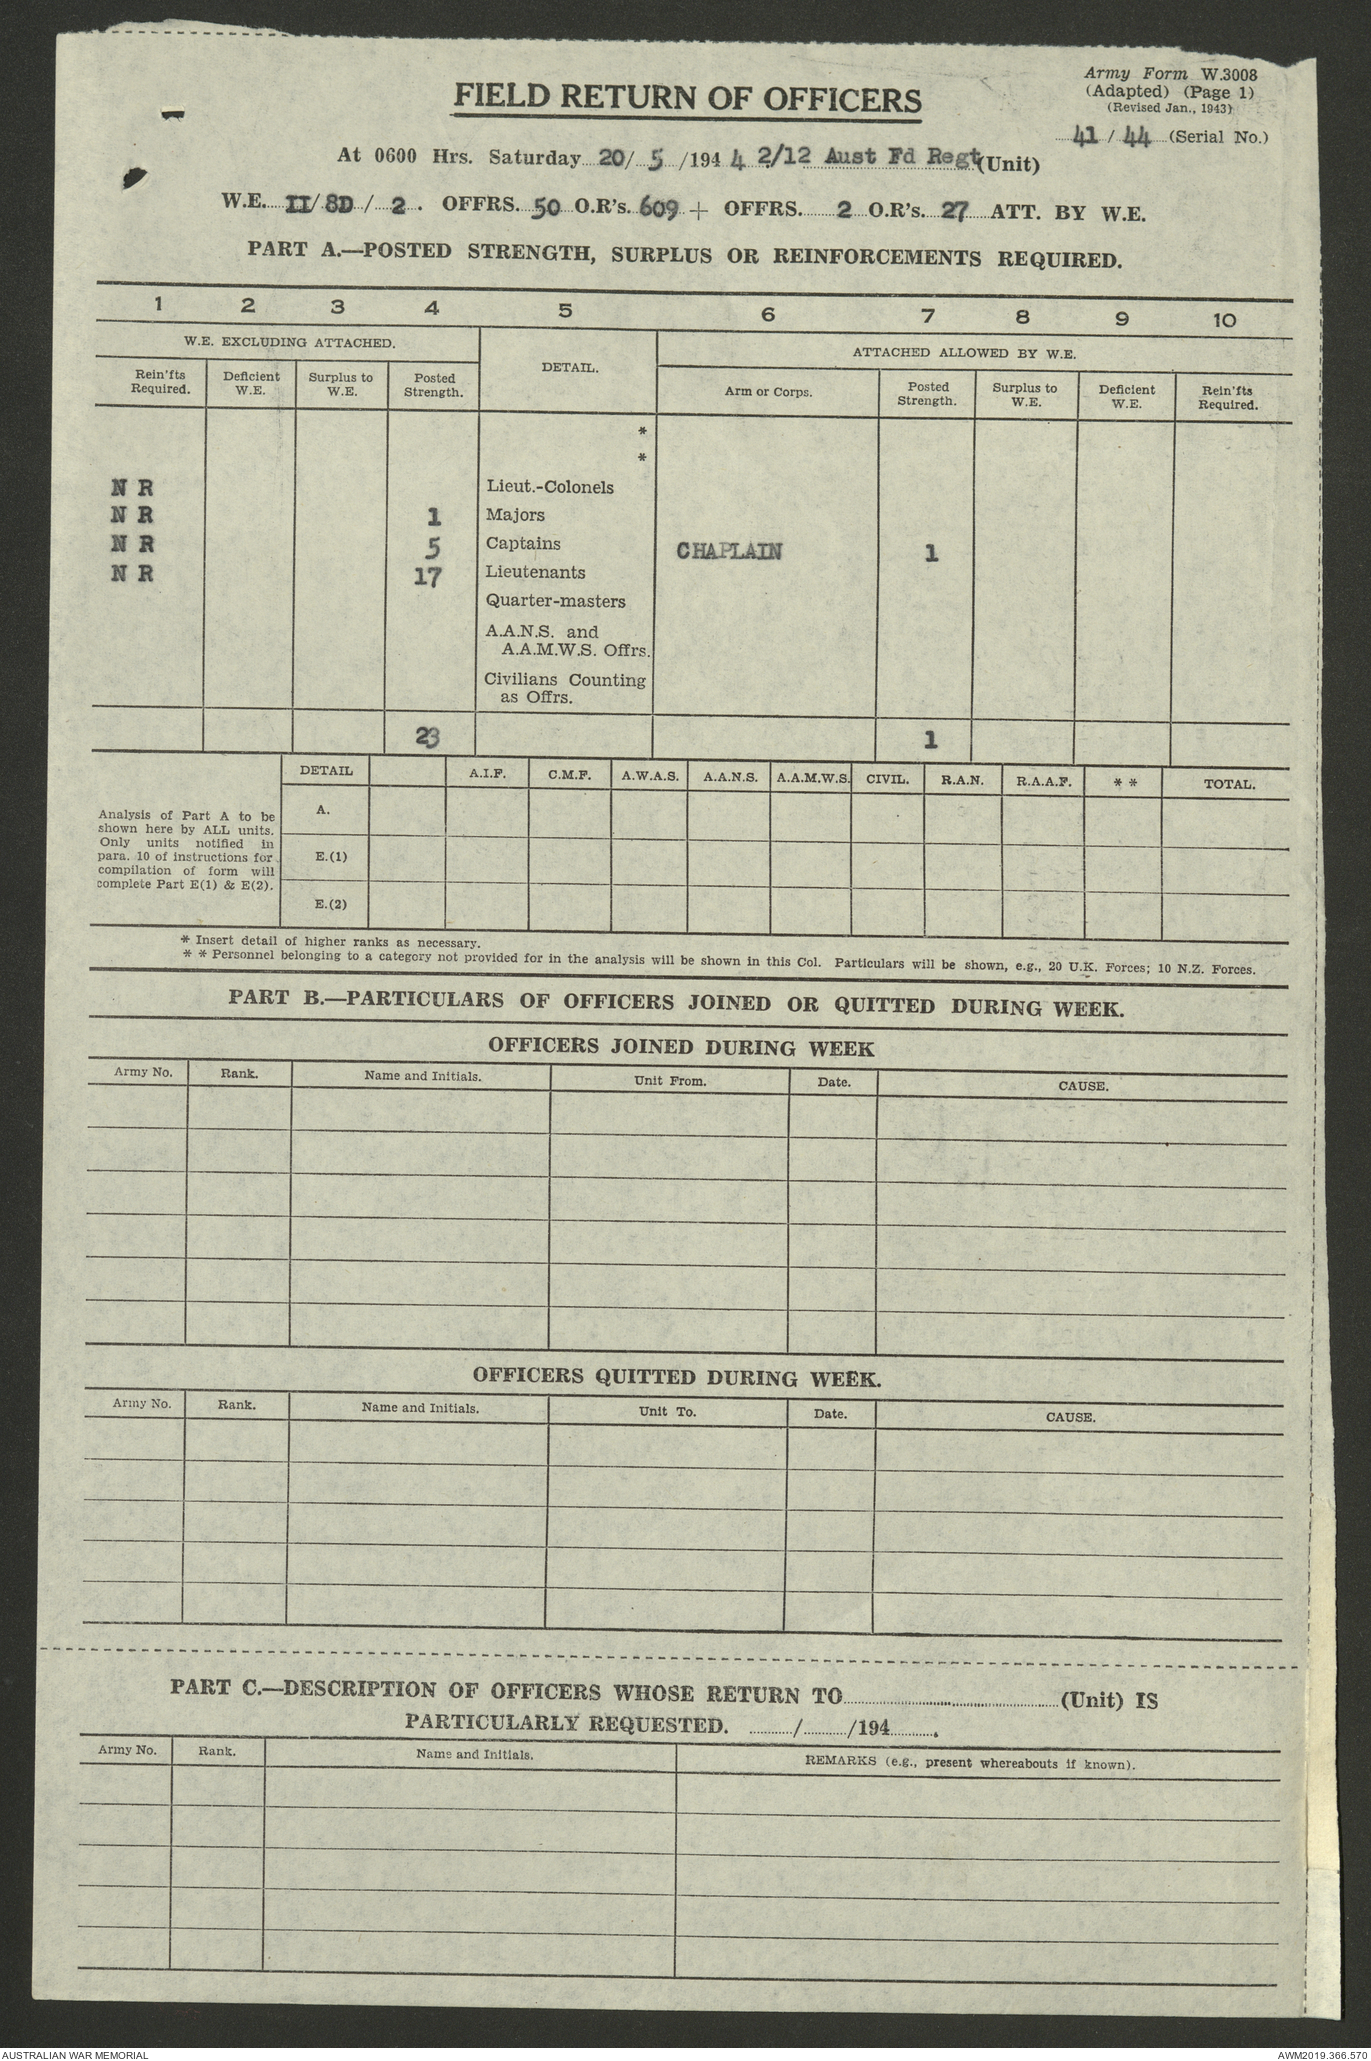 Army Form W.3008
(Adapted) (Page 1)
(Revised Jan., 1943)
41 / 44 (Serial No.)
FIELD RETURN OF OFFICERS
At 0600 Hrs. Saturday 20/ 5 /194 4 2/12 Aust Fd Regt (Unit)
W.E. II/ 8D / 2 . OFFRS. 50 O.R's. 609 + OFFRS. 2 O.R's. 27 ATT. BY W.E.
PART A.—POSTED STRENGTH, SURPLUS OR REINFORCEMENTS REQUIRED.
1 2 3 4 5 6 7 8 9 10
W.E. EXCLUDING ATTACHED. DETAIL. ATTACHED ALLOWED BY W.E.
Rein'fts Required. Deficient W.E. Surplus to W.E. Posted Strength. Arm or Corps. Posted Strength. Surplus to W.E. Deficient W.E. Rein'fts Required.
*
*
N R Lieut.-Colonels
N R 1 Majors
N R 5 Captains CHAPLAIN 1
N R 17 Lieutenants
Quarter-masters
A.A.N.S. and
A.A.M.W.S. Offrs.
Civilians Counting
as Offrs.
23 1
DETAIL A.I.F. C.M.F. A.W.A.S. A.A.N.S. A.A.M.W.S. CIVIL. R.A.N. R.A.A.F. * * TOTAL.
Analysis of Part A to be
shown here by ALL units.
Only units notified in
para. 10 of instructions for
compilation of form will
complete Part E(1) & E(2).
A.
E.(1)
E.(2)
* Insert detail of higher ranks as necessary.
* * Personnel belonging to a category not provided for in the analysis will be shown in this Col. Particulars will be shown, e.g., 20 U.K. Forces; 10 N.Z. Forces.
PART B.—PARTICULARS OF OFFICERS JOINED OR QUITTED DURING WEEK.
OFFICERS JOINED DURING WEEK
Army No. Rank. Name and Initials. Unit From. Date. CAUSE.
OFFICERS QUITTED DURING WEEK.
Army No. Rank. Name and Initials. Unit To. Date. CAUSE.
PART C.—DESCRIPTION OF OFFICERS WHOSE RETURN TO (Unit) IS
PARTICULARLY REQUESTED. / /194 .
Army No. Rank. Name and Initials. REMARKS (e.g., present whereabouts if known).
AUSTRALIAN WAR MEMORIAL AWM2019.366.570